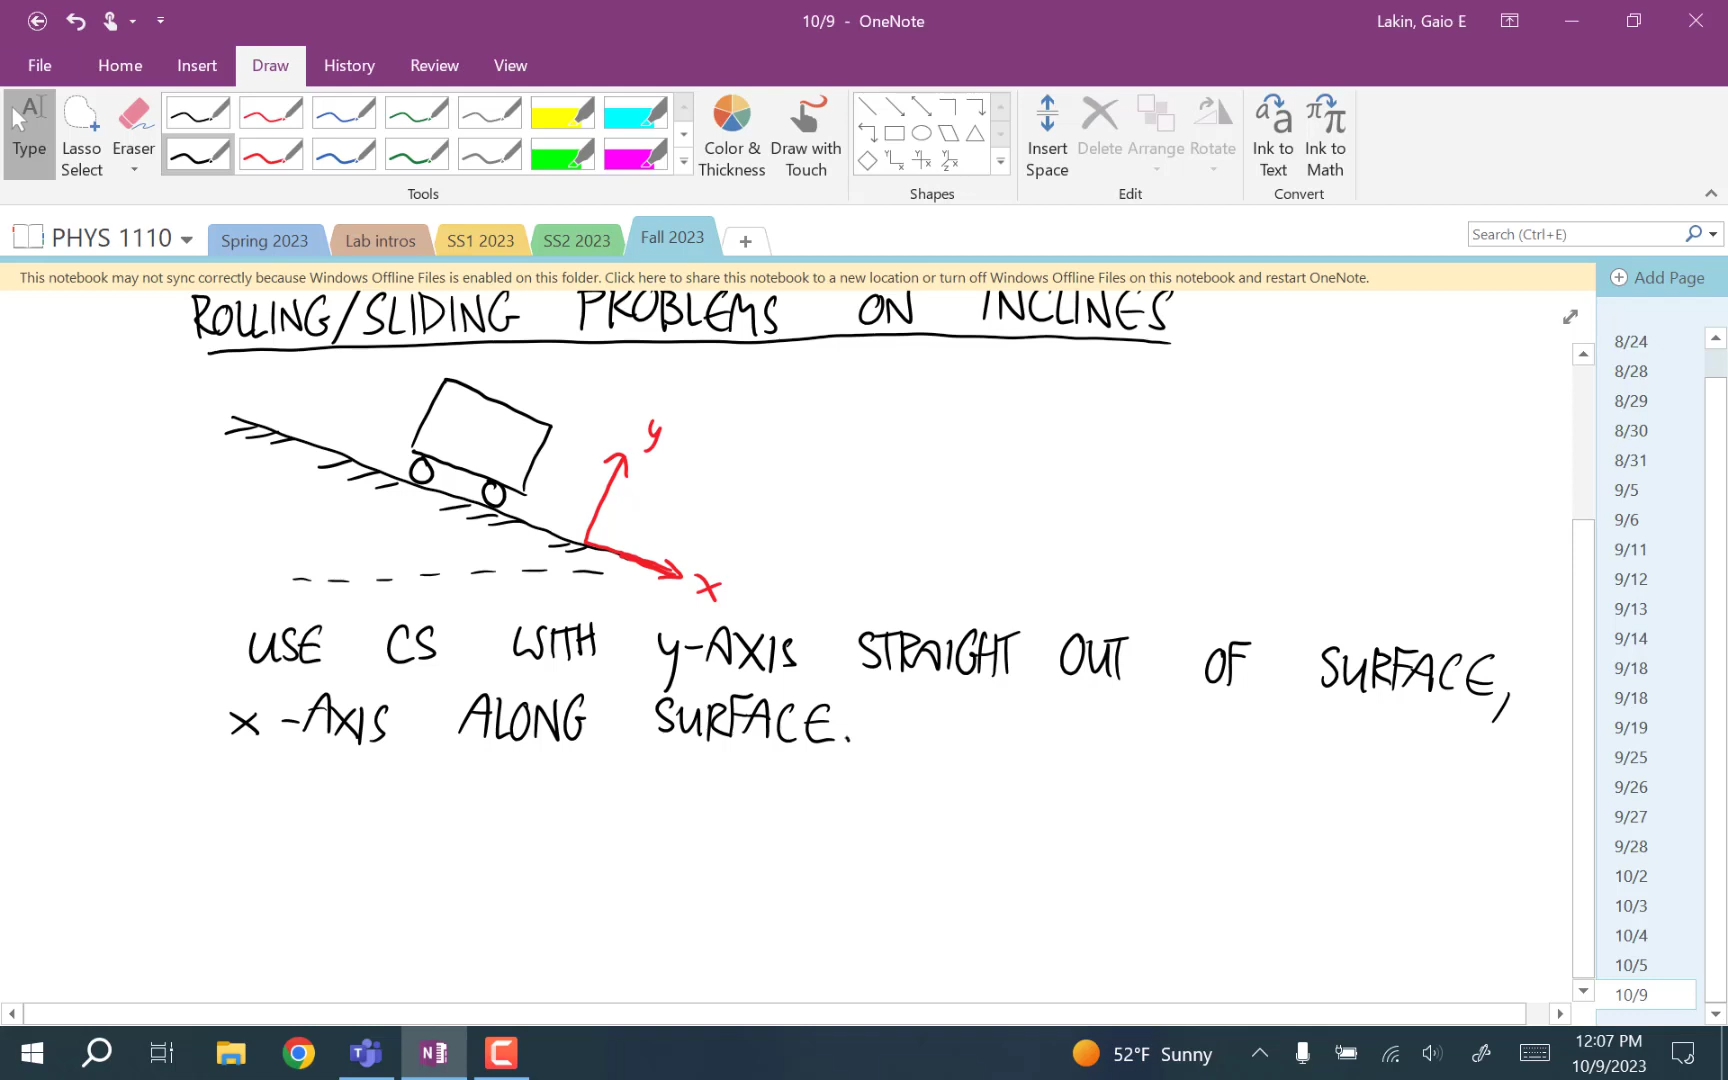 10/9 - OneNote
Lakin, Gaio E
File Home Insert Draw History Review View
Type
Lasso Select
Eraser
Color & Thickness
Draw with Touch
Insert Space
Delete
Arrange
Rotate
Ink to Text
Ink to Math
Tools
Shapes
Edit
Convert
PHYS 1110
Spring 2023
Lab intros
SS1 2023
SS2 2023
Fall 2023
Search (Ctrl+E)
This notebook may not sync correctly because Windows Offline Files is enabled on this folder. Click here to share this notebook to a new location or turn off Windows Offline Files on this notebook and restart OneNote.
Add Page
ROLLING/SLIDING PROBLEMS ON INCLINES
y
x
USE CS WITH y-AXIS STRAIGHT OUT OF SURFACE,
x-AXIS ALONG SURFACE.
8/24
8/28
8/29
8/30
8/31
9/5
9/6
9/11
9/12
9/13
9/14
9/18
9/18
9/19
9/25
9/26
9/27
9/28
10/2
10/3
10/4
10/5
10/9
52°F Sunny
12:07 PM
10/9/2023